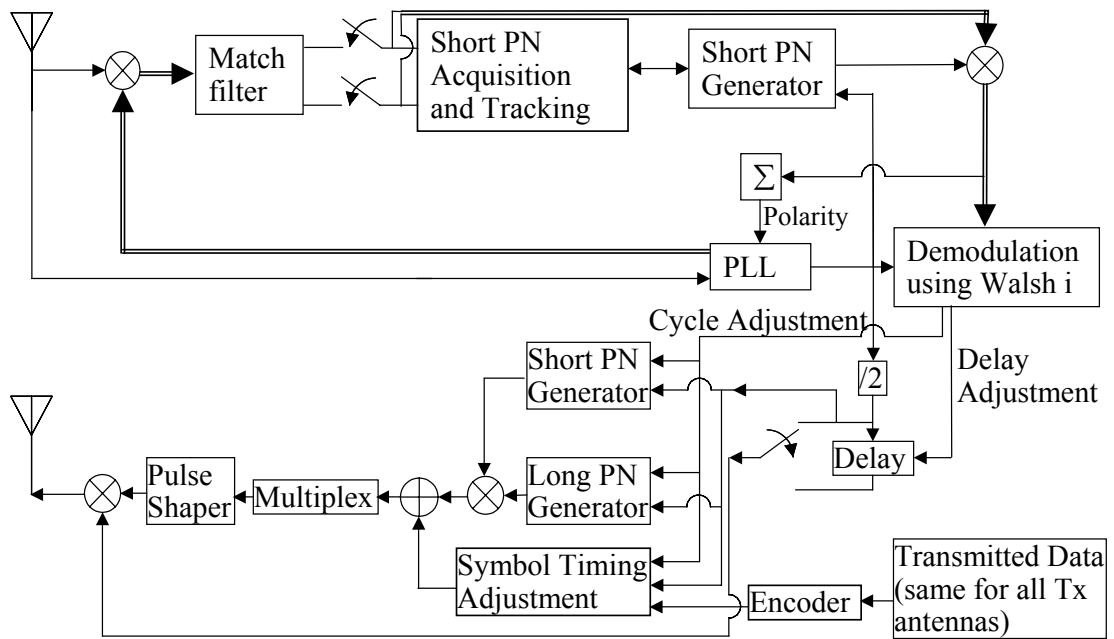 Match
filter
Short PN
Acquisition
and Tracking
Short PN
Generator
Σ
Polarity
PLL
Demodulation
using Walsh i
Cycle Adjustment
Delay
Adjustment
Short PN
Generator
/2
Delay
Pulse
Shaper
Multiplex
Long PN
Generator
Symbol Timing
Adjustment
Encoder
Transmitted Data
(same for all Tx
antennas)